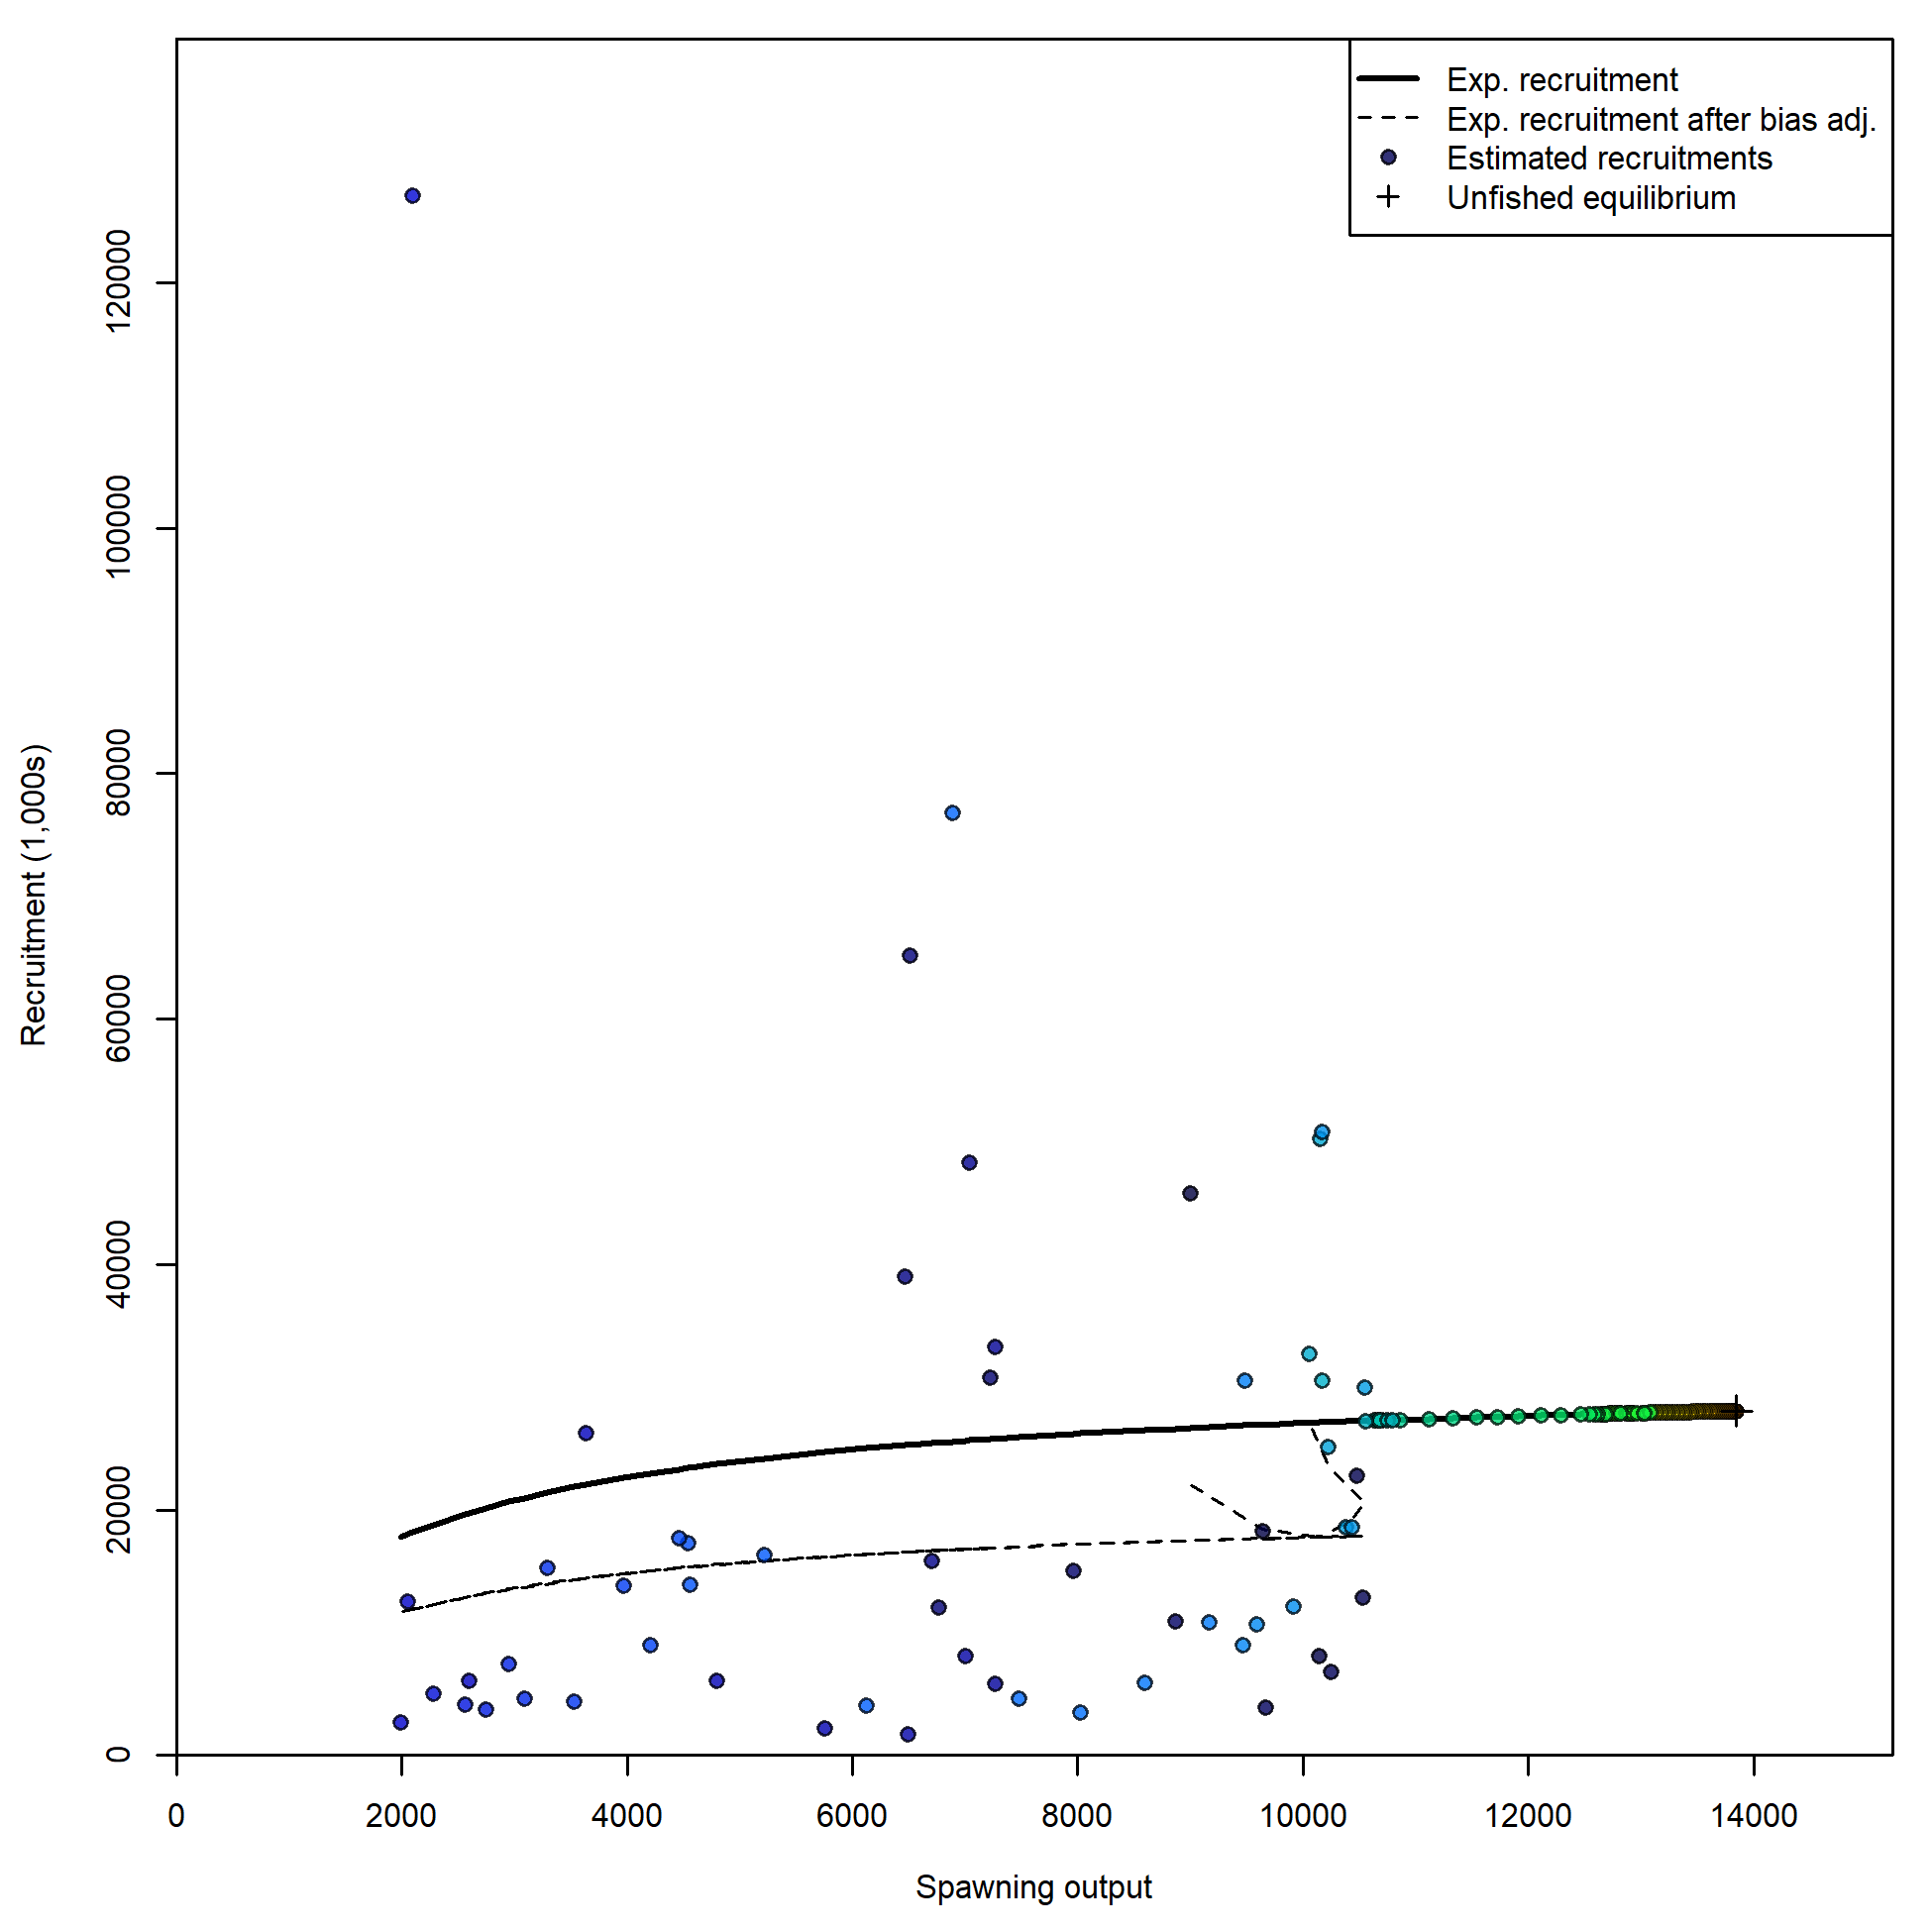 Exp. recruitment
Exp. recruitment after bias adj.
Estimated recruitments
Unfished equilibrium
120000
100000
80000
60000
40000
20000
0
Recruitment (1,000s)
0 2000 4000 6000 8000 10000 12000 14000
Spawning output